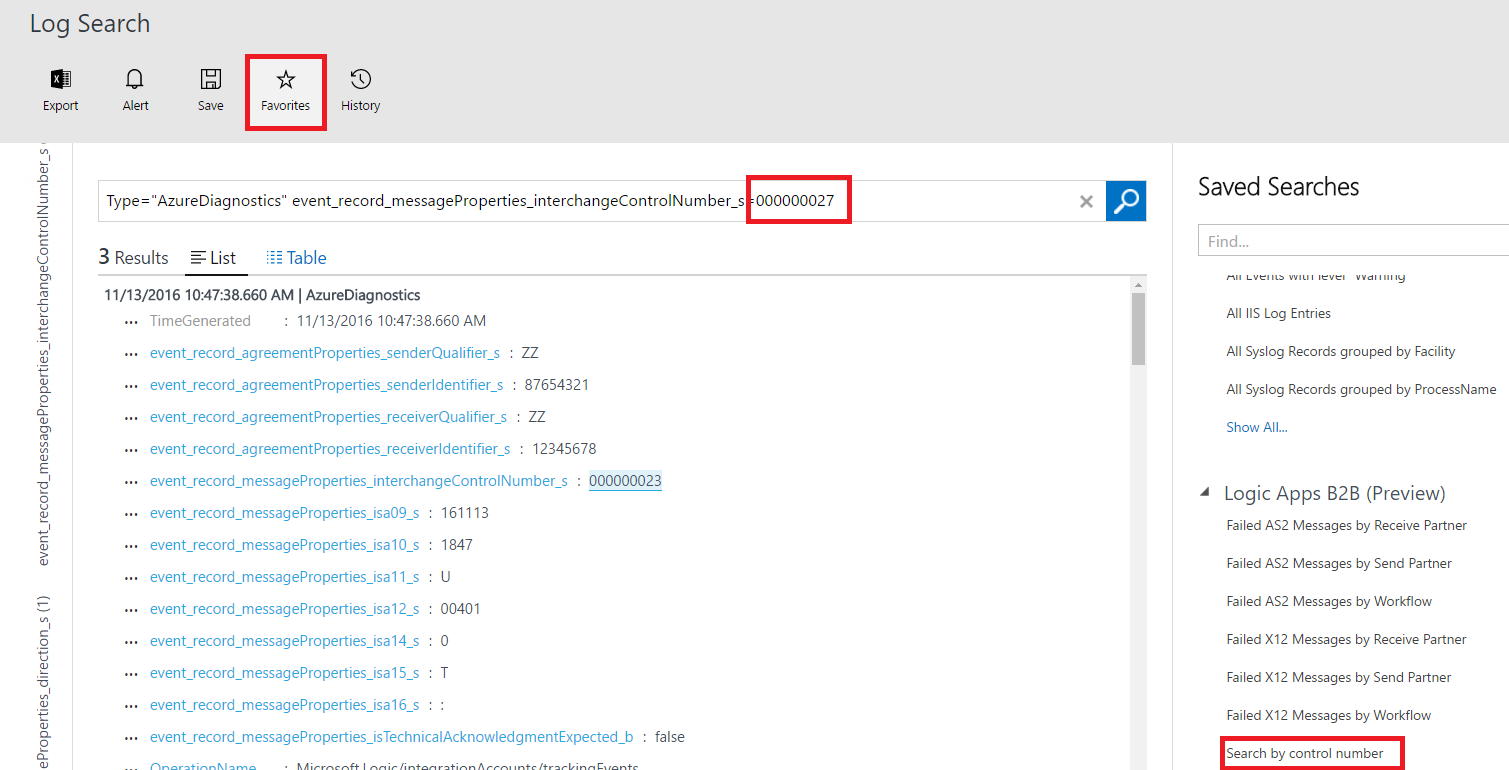 Log Search
Export
Alert
Save
Favorites
History
event_record_messageProperties_interchangeControlNumber_s
eProperties_direction_s (1)
Type="AzureDiagnostics" event_record_messageProperties_interchangeControlNumber_s=000000027
3 Results
List
Table
11/13/2016 10:47:38.660 AM | AzureDiagnostics
... TimeGenerated : 11/13/2016 10:47:38.660 AM
... event_record_agreementProperties_senderQualifier_s : ZZ
... event_record_agreementProperties_senderIdentifier_s : 87654321
... event_record_agreementProperties_receiverQualifier_s : ZZ
... event_record_agreementProperties_receiverIdentifier_s : 12345678
... event_record_messageProperties_interchangeControlNumber_s : 000000023
... event_record_messageProperties_isa09_s : 161113
... event_record_messageProperties_isa10_s : 1847
... event_record_messageProperties_isa11_s : U
... event_record_messageProperties_isa12_s : 00401
... event_record_messageProperties_isa14_s : 0
... event_record_messageProperties_isa15_s : T
... event_record_messageProperties_isa16_s : :
... event_record_messageProperties_isTechnicalAcknowledgmentExpected_b : false
... OperationName : Microsoft.Logic/integrationAccounts/trackingEvents
Saved Searches
Find...
All Events with level "Warning"
All IIS Log Entries
All Syslog Records grouped by Facility
All Syslog Records grouped by ProcessName
Show All...
Logic Apps B2B (Preview)
Failed AS2 Messages by Receive Partner
Failed AS2 Messages by Send Partner
Failed AS2 Messages by Workflow
Failed X12 Messages by Receive Partner
Failed X12 Messages by Send Partner
Failed X12 Messages by Workflow
Search by control number